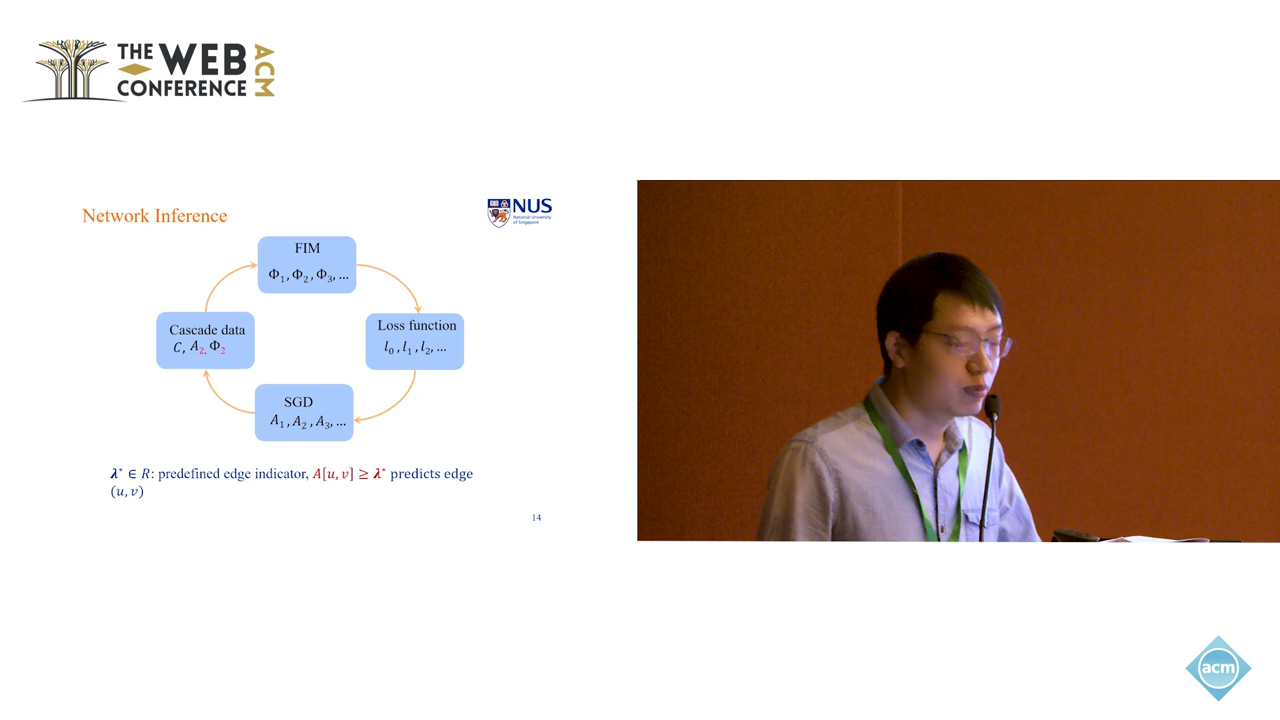 THE WEB
CONFERENCE
ACM
Network Inference
NUS
National University
of Singapore
FIM
Φ₁, Φ₂, Φ₃, ...
Cascade data
C, A₂, Φ₂
Loss function
l₀, l₁, l₂, ...
SGD
A₁, A₂, A₃, ...
λ* ∈ R: predefined edge indicator, A[u, v] ≥ λ* predicts edge
(u, v)
14
acm